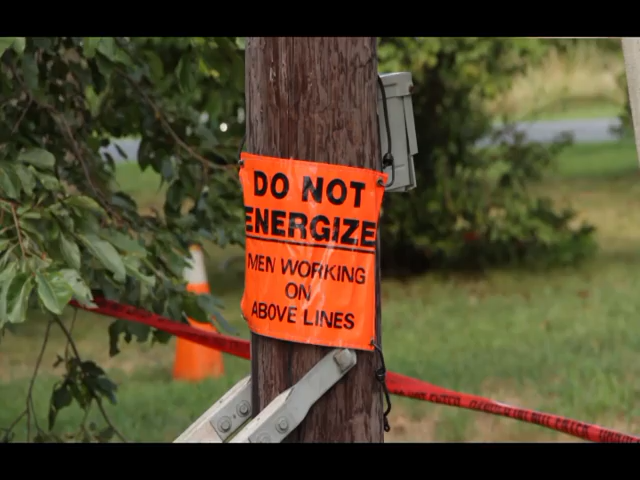 DO NOT
ENERGIZE
MEN WORKING
ON
ABOVE LINES